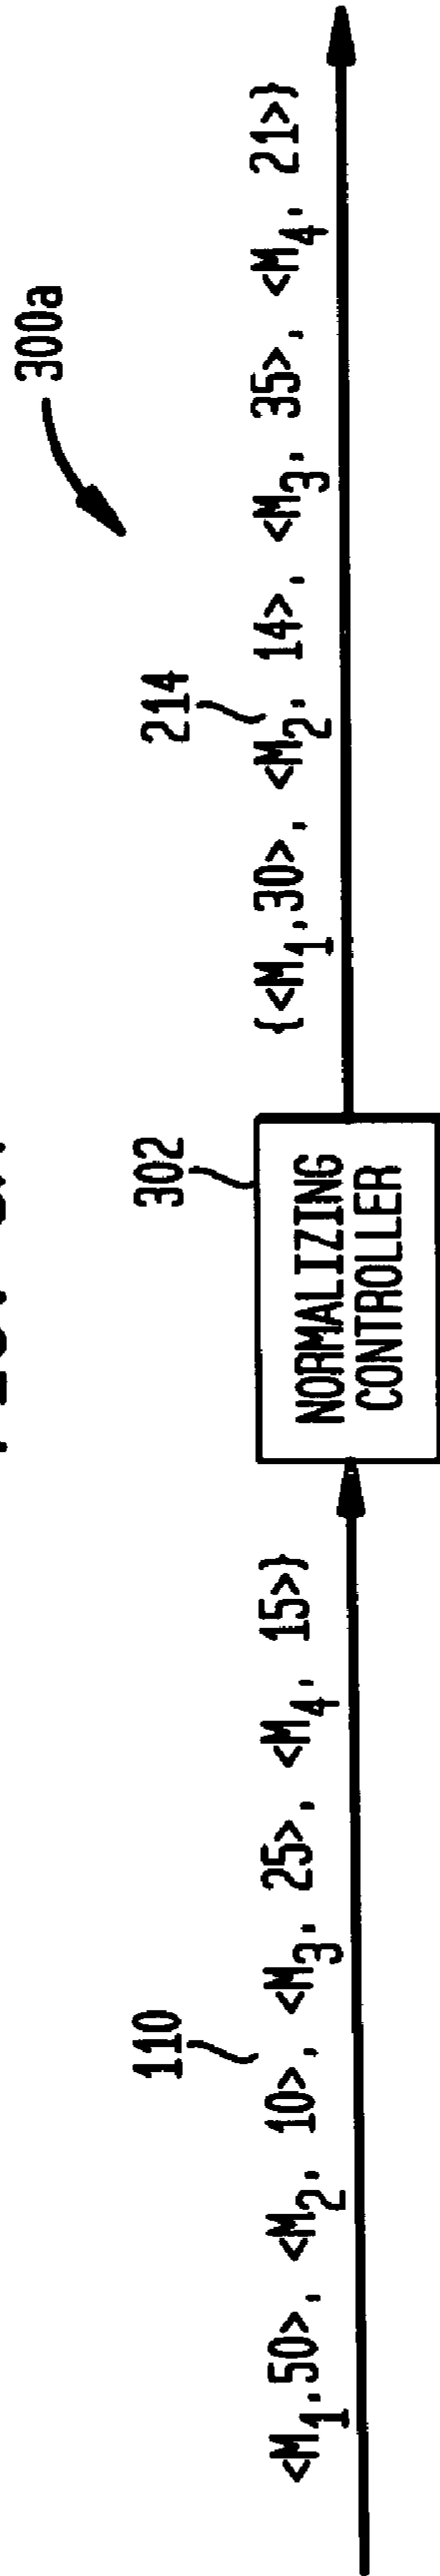 300a
110
<M1,50>, <M2, 10>, <M3, 25>, <M4, 15>}
302
NORMALIZING
CONTROLLER
214
{<M1,30>, <M2, 14>, <M3, 35>, <M4, 21>}